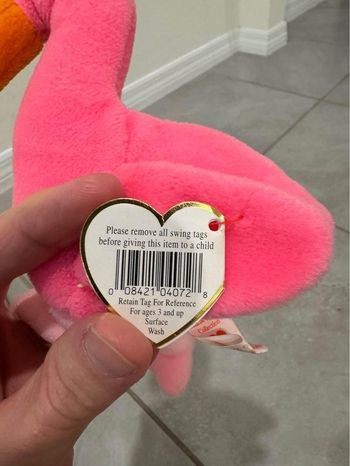 Please remove all swing tags
before giving this item to a child
0 08421 04072 8
Retain Tag For Reference
For ages 3 and up
Surface
Wash
Collection